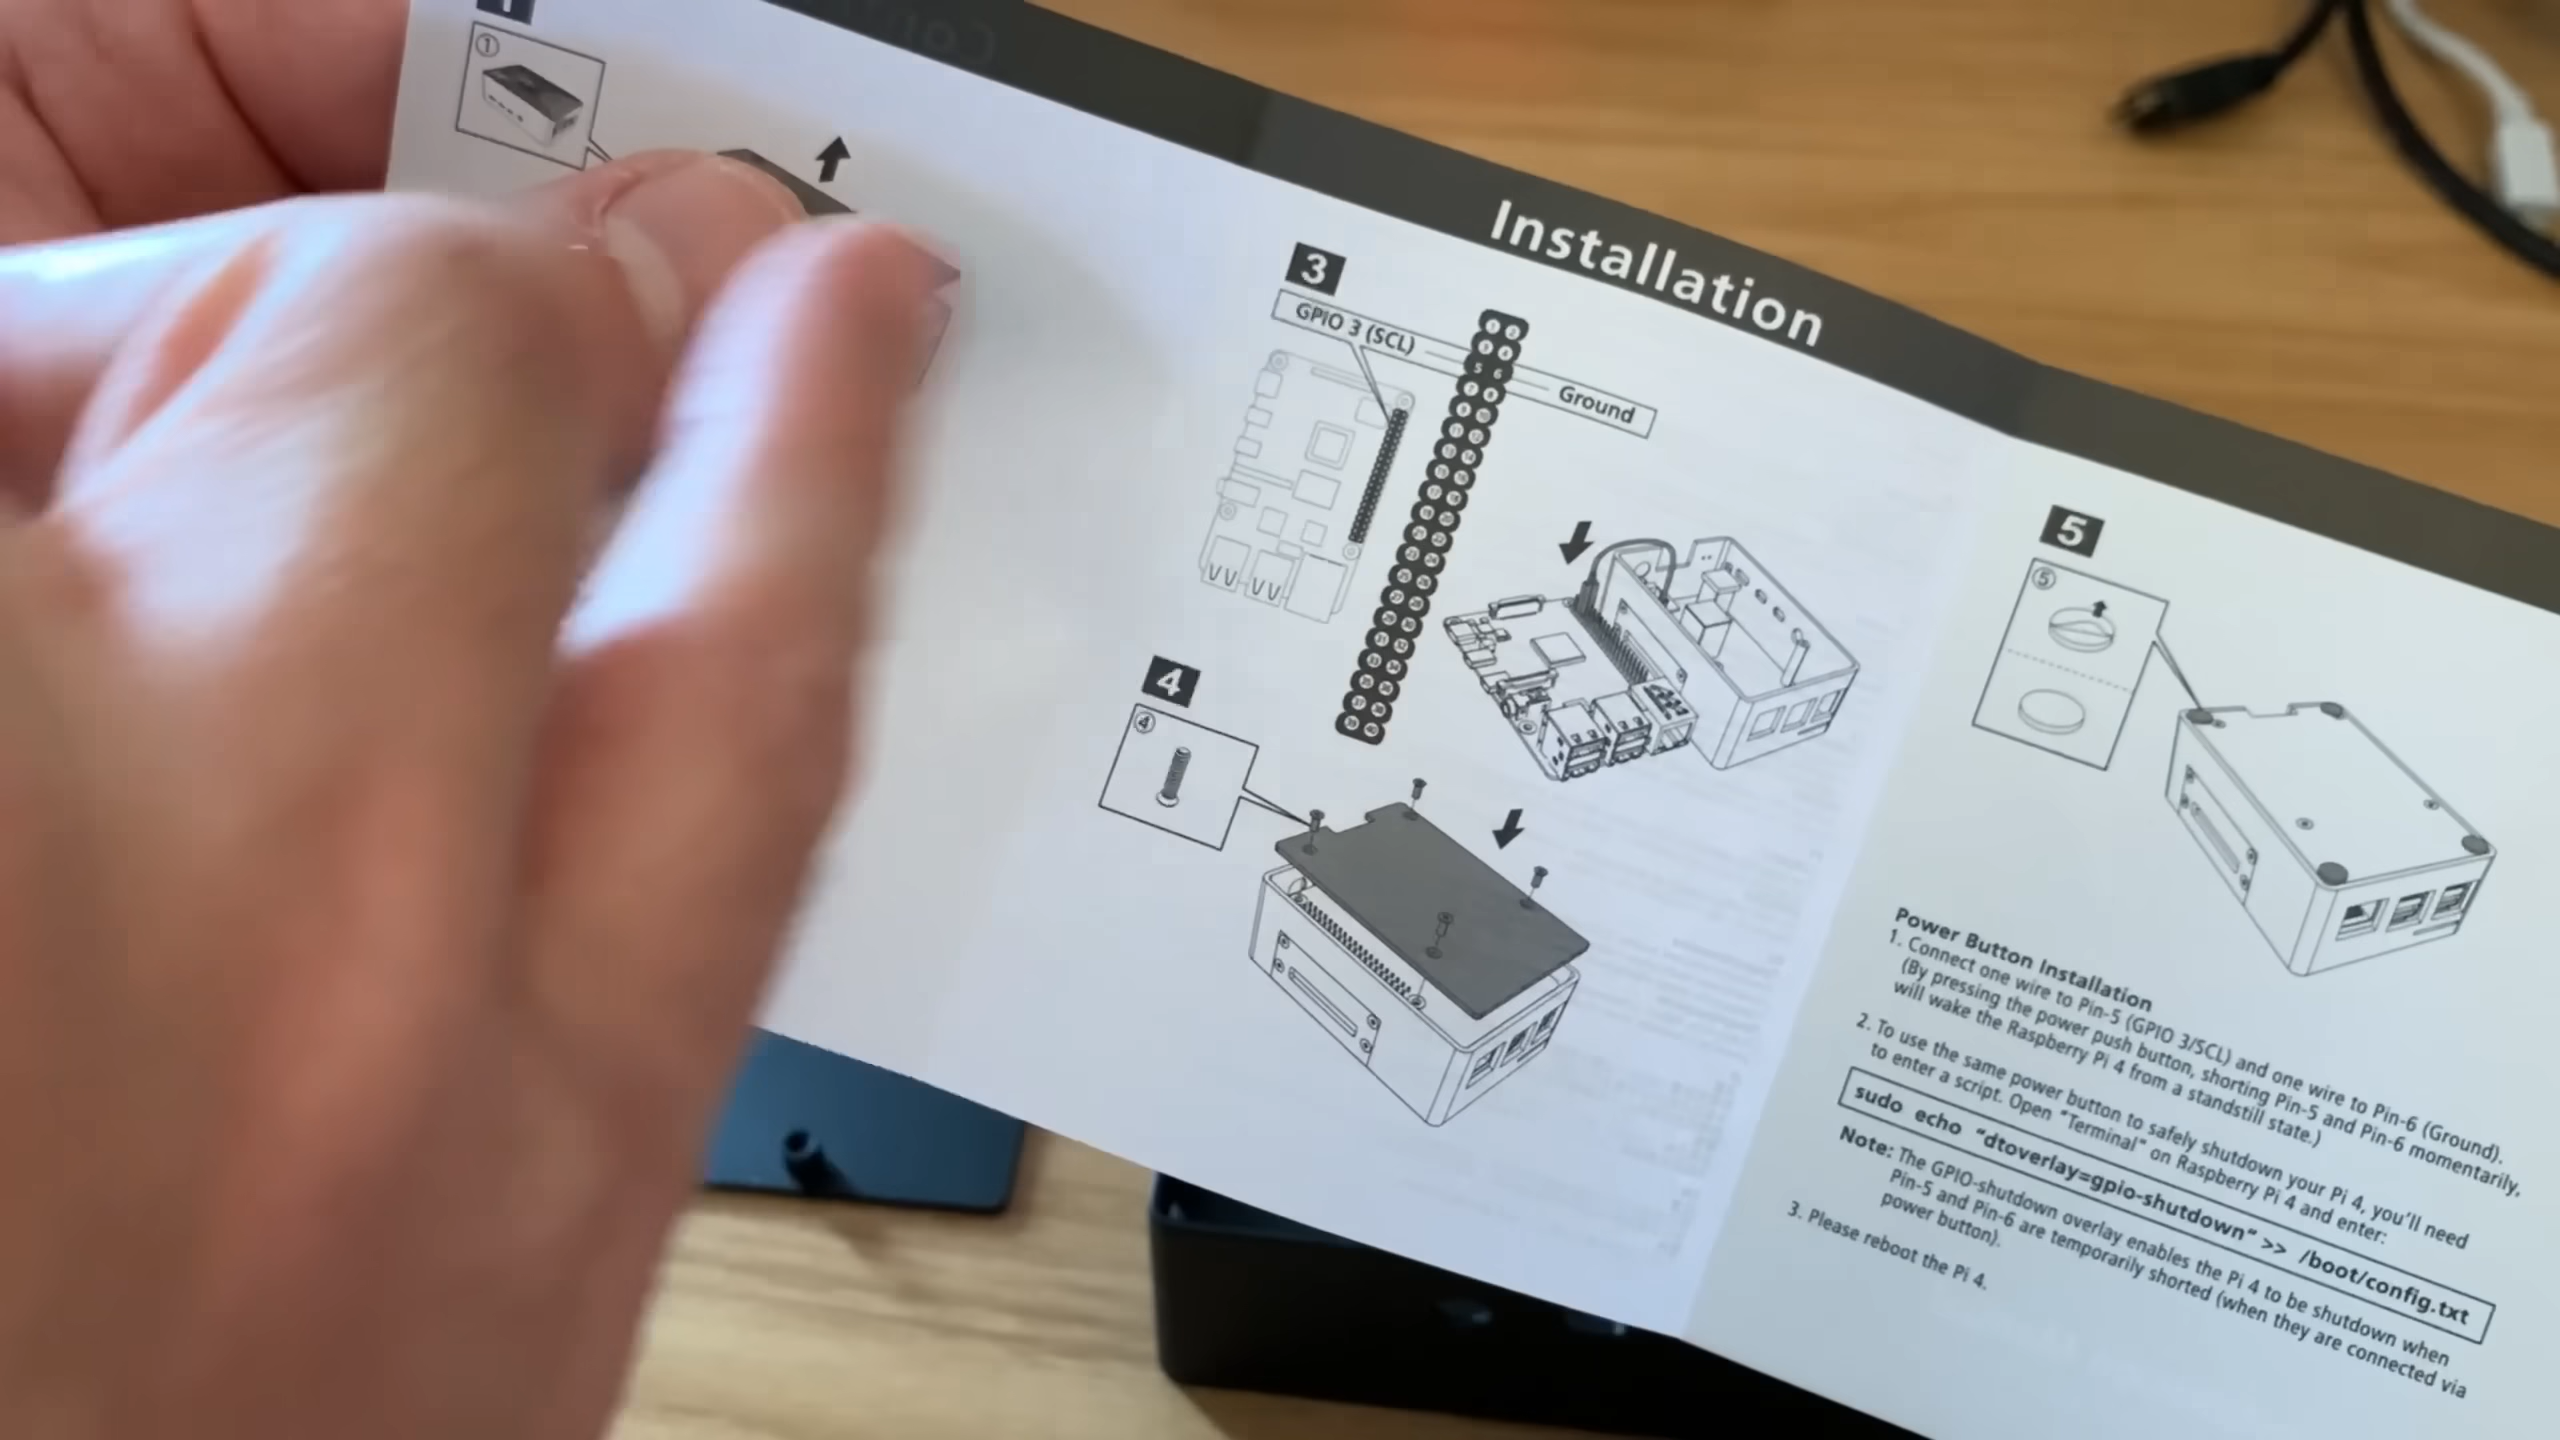 Installation
1
①
3
GPIO 3 (SCL)
Ground
4
④
5
⑤
Power Button Installation
1. Connect one wire to Pin-5 (GPIO 3/SCL) and one wire to Pin-6 (Ground).
(By pressing the power push button, shorting Pin-5 and Pin-6 momentarily,
will wake the Raspberry Pi 4 from a standstill state.)
2. To use the same power button to safely shutdown your Pi 4, you'll need
to enter a script. Open "Terminal" on Raspberry Pi 4 and enter:
sudo echo "dtoverlay=gpio-shutdown" >> /boot/config.txt
Note: The GPIO-shutdown overlay enables the Pi 4 to be shutdown when
Pin-5 and Pin-6 are temporarily shorted (when they are connected via
power button).
3. Please reboot the Pi 4.